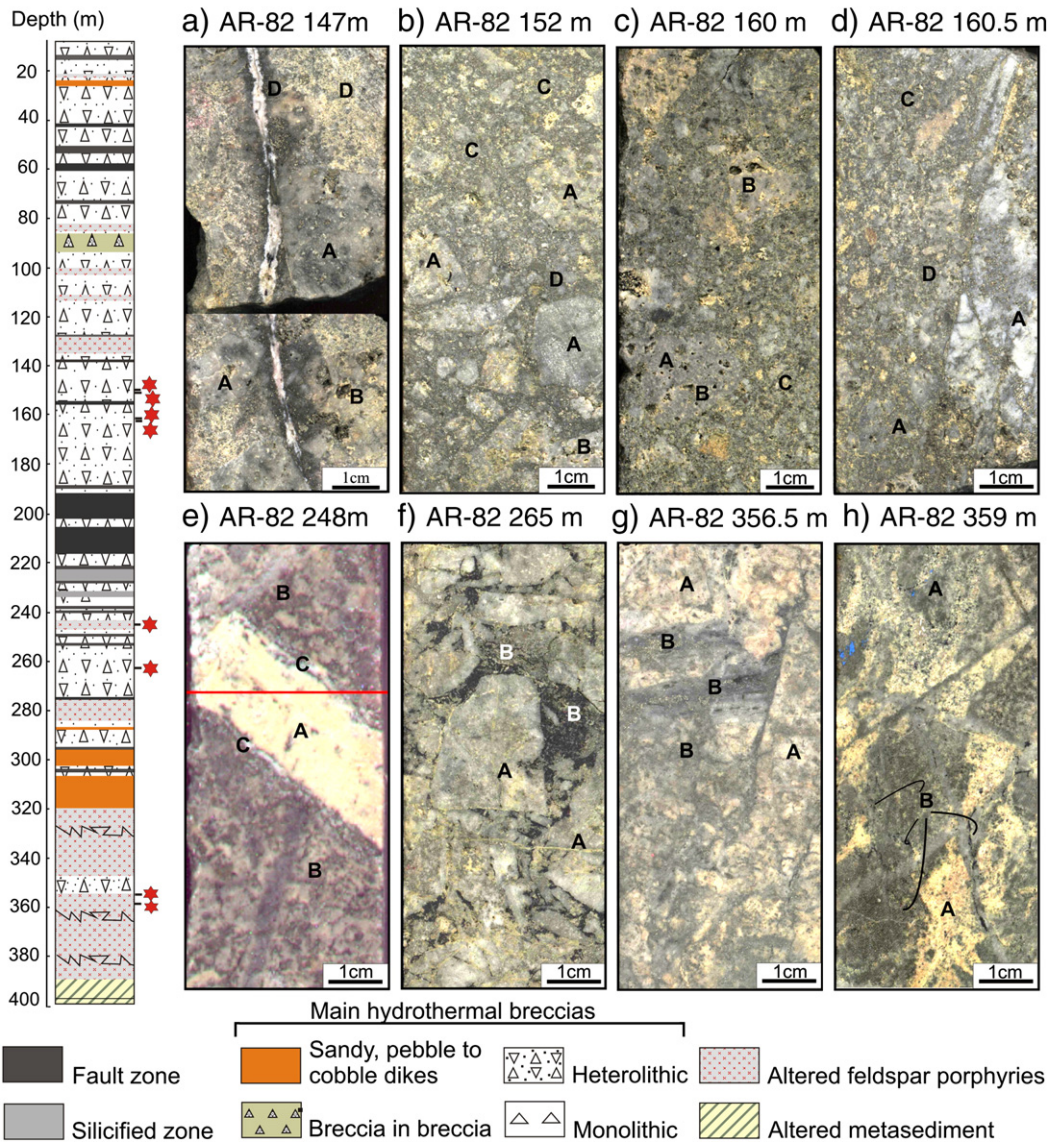 Depth (m)
20
40
60
80
100
120
140
160
180
200
220
240
260
280
300
320
340
360
380
400
a) AR-82 147m
D
D
A
A
B
1cm
b) AR-82 152 m
C
C
A
A
D
A
B
1cm
c) AR-82 160 m
B
A
B
C
1cm
d) AR-82 160.5 m
C
D
A
A
1cm
e) AR-82 248m
B
C
A
C
B
1cm
f) AR-82 265 m
B
B
A
A
1cm
g) AR-82 356.5 m
A
B
B
B
A
1cm
h) AR-82 359 m
A
B
A
1cm
Main hydrothermal breccias
Fault zone
Sandy, pebble to
cobble dikes
Heterolithic
Altered feldspar porphyries
Silicified zone
Breccia in breccia
Monolithic
Altered metasediment